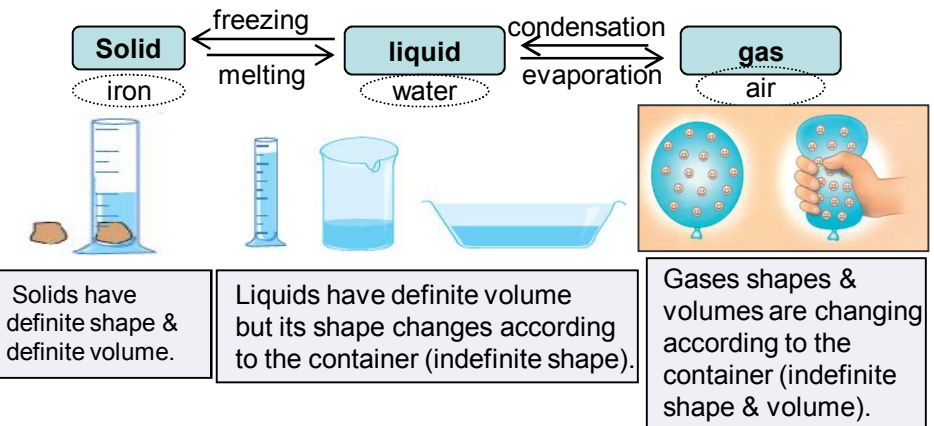 freezing
condensation
Solid
liquid
gas
melting
evaporation
iron
water
air
Solids have
definite shape &
definite volume.
Liquids have definite volume
but its shape changes according
to the container (indefinite shape).
Gases shapes &
volumes are changing
according to the
container (indefinite
shape & volume).